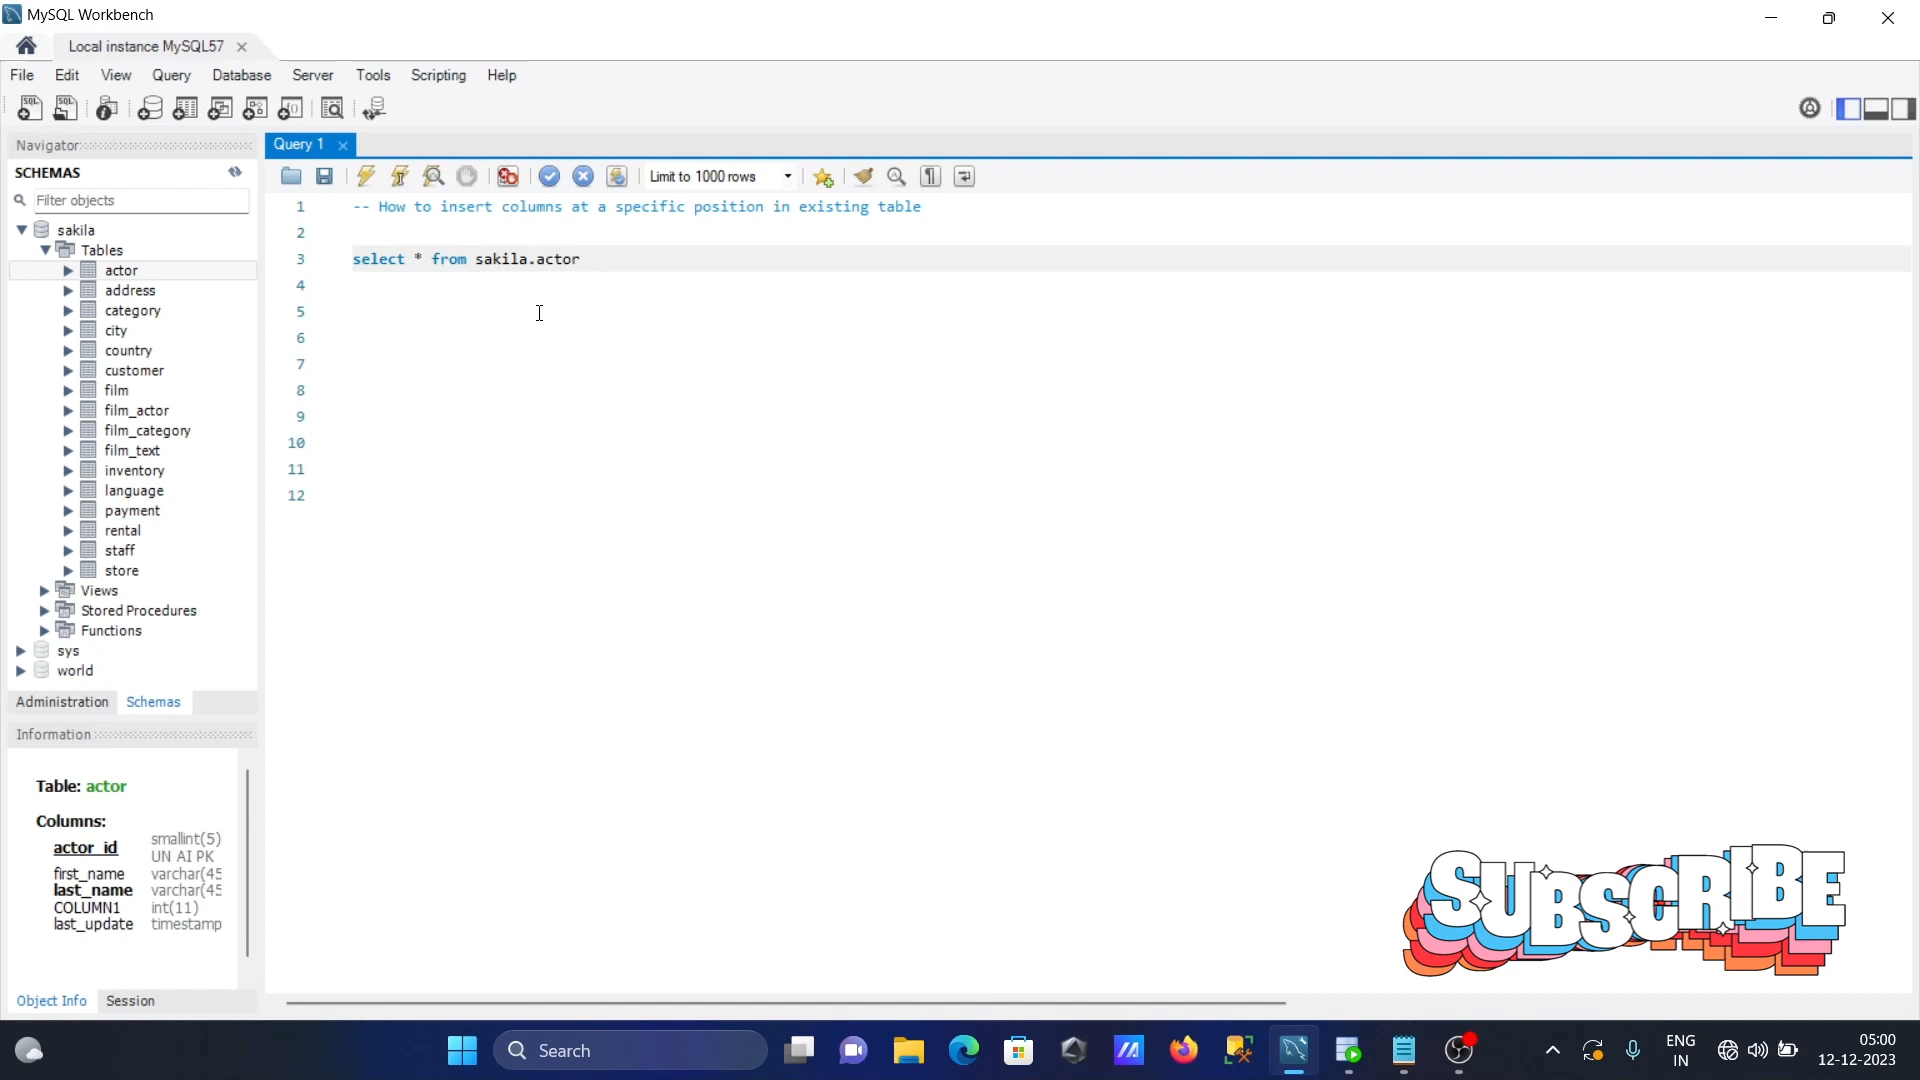 MySQL Workbench
Local instance MySQL57
File Edit View Query Database Server Tools Scripting Help
Navigator
SCHEMAS
Filter objects
sakila
Tables
actor
address
category
city
country
customer
film
film_actor
film_category
film_text
inventory
language
payment
rental
staff
store
Views
Stored Procedures
Functions
sys
world
Administration Schemas
Information
Table: actor
Columns:
actor_id smallint(5)
UN AI PK
first_name varchar(45
last_name varchar(45
COLUMN1 int(11)
last_update timestamp
Object Info Session
Query 1
Limit to 1000 rows
1 -- How to insert columns at a specific position in existing table
2
3 select * from sakila.actor
4
5
6
7
8
9
10
11
12
SUBSCRIBE
Search
ENG
IN
05:00
12-12-2023